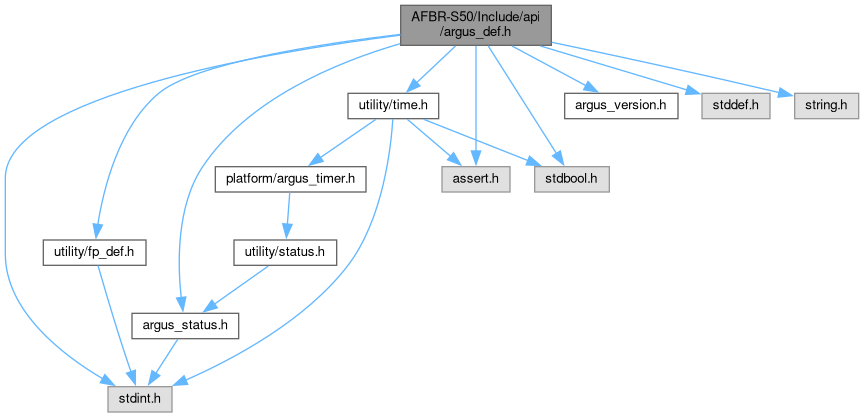 AFBR-S50/Include/api
/argus_def.h
utility/time.h
argus_version.h
stddef.h
string.h
platform/argus_timer.h
assert.h
stdbool.h
utility/fp_def.h
utility/status.h
argus_status.h
stdint.h